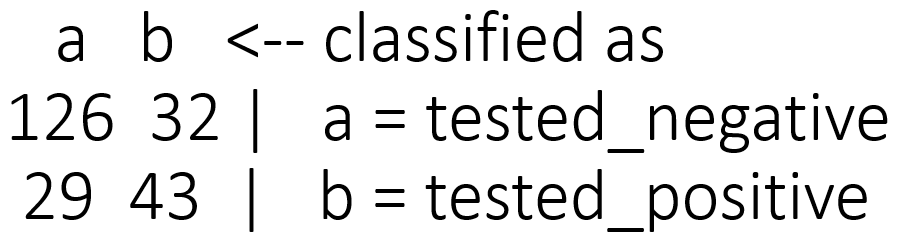 a b <-- classified as
126 32 | a = tested_negative
29 43 | b = tested_positive